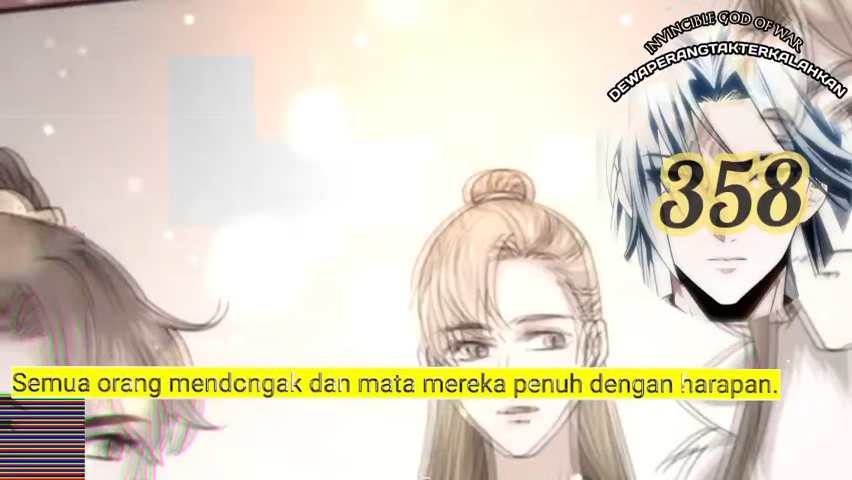 INVINCIBLE GOD OF WAR
DEWAPERANGTAKTERKALAHKAN
358
Semua orang mendongak dan mata mereka penuh dengan harapan.